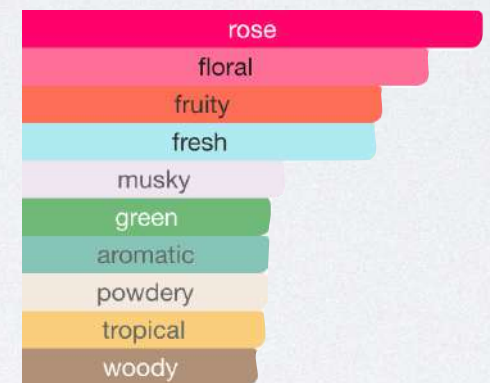 rose
floral
fruity
fresh
musky
green
aromatic
powdery
tropical
woody